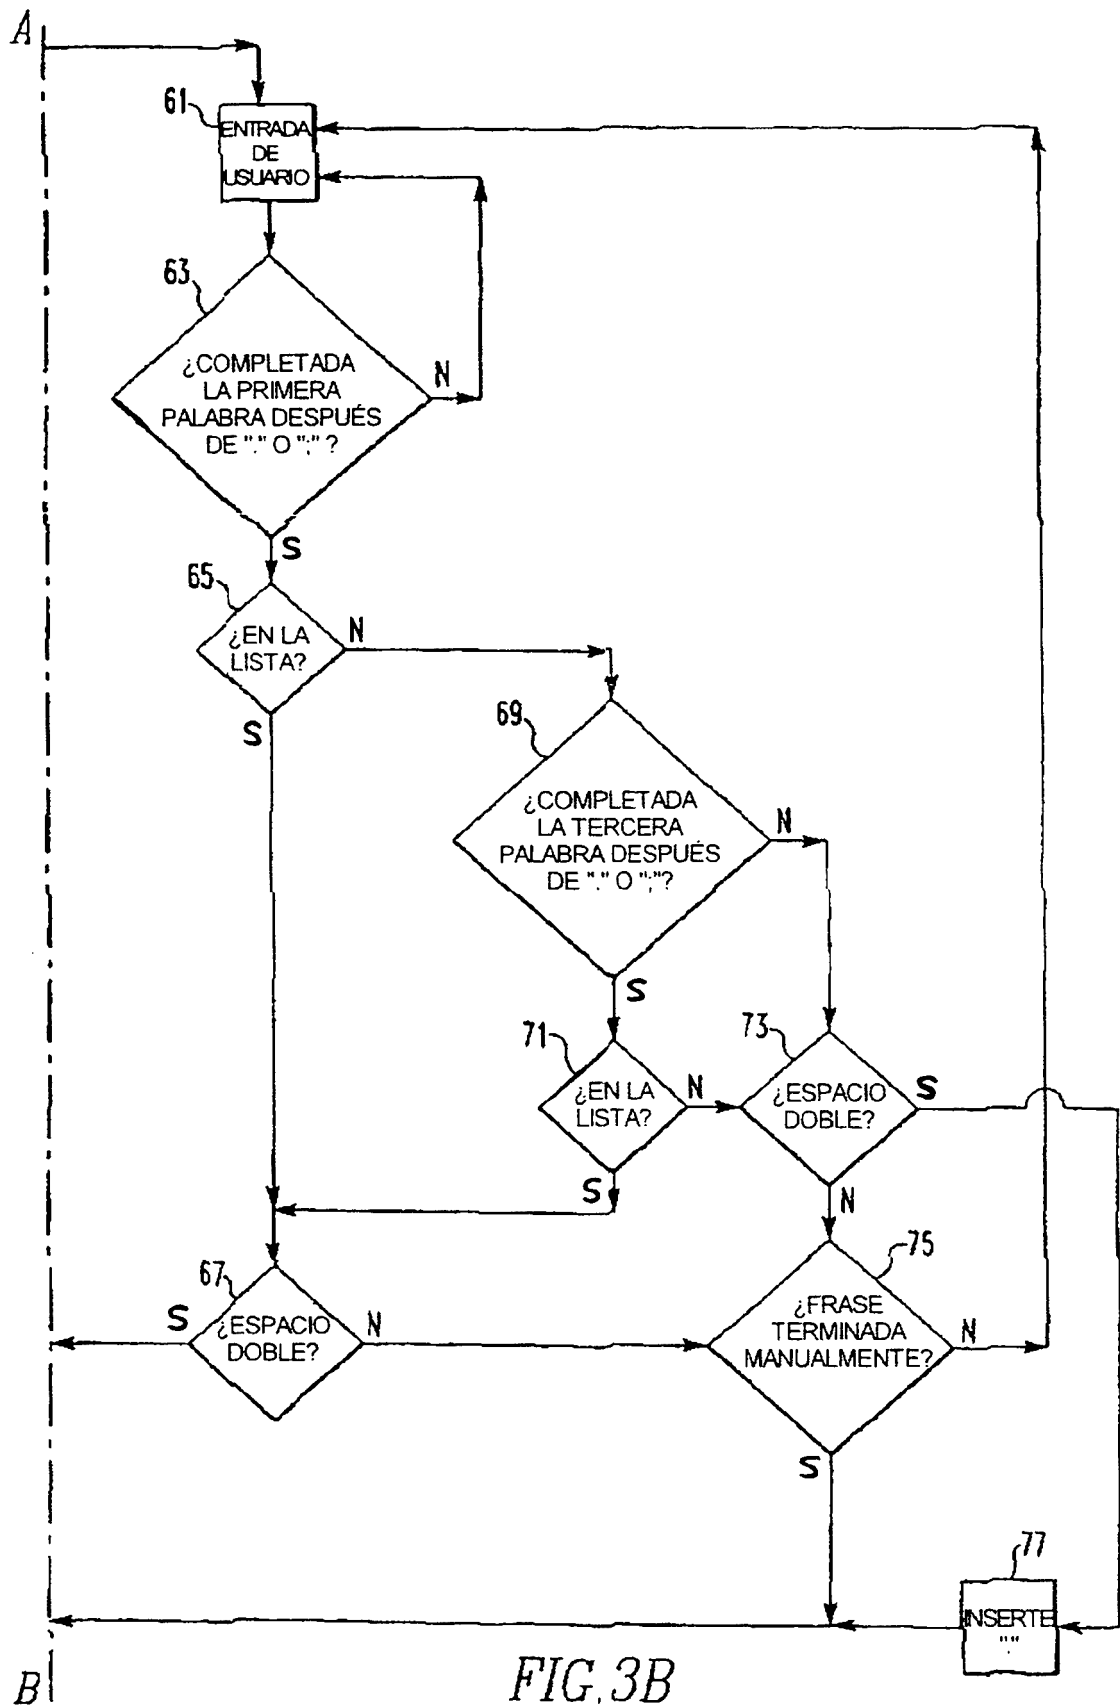 A
61
ENTRADA
DE
USUARIO
63
¿COMPLETADA
LA PRIMERA
PALABRA DESPUÉS
DE "." O ";" ?
N
S
65
¿EN LA
LISTA?
N
S
69
¿COMPLETADA
LA TERCERA
PALABRA DESPUÉS
DE "." O ";"?
N
S
71
¿EN LA
LISTA?
N
S
73
¿ESPACIO
DOBLE?
S
N
67
¿ESPACIO
DOBLE?
S
N
75
¿FRASE
TERMINADA
MANUALMENTE?
N
S
77
INSERTE
"."
B
FIG.3B